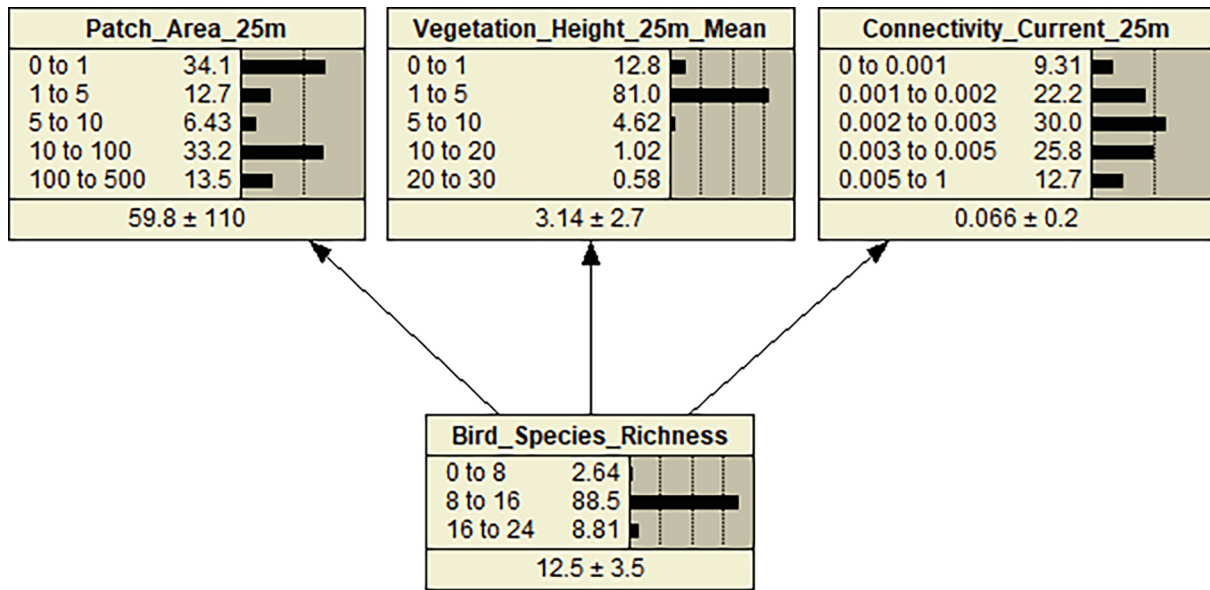 Patch_Area_25m
0 to 1 34.1
1 to 5 12.7
5 to 10 6.43
10 to 100 33.2
100 to 500 13.5
59.8 ± 110
Vegetation_Height_25m_Mean
0 to 1 12.8
1 to 5 81.0
5 to 10 4.62
10 to 20 1.02
20 to 30 0.58
3.14 ± 2.7
Connectivity_Current_25m
0 to 0.001 9.31
0.001 to 0.002 22.2
0.002 to 0.003 30.0
0.003 to 0.005 25.8
0.005 to 1 12.7
0.066 ± 0.2
Bird_Species_Richness
0 to 8 2.64
8 to 16 88.5
16 to 24 8.81
12.5 ± 3.5